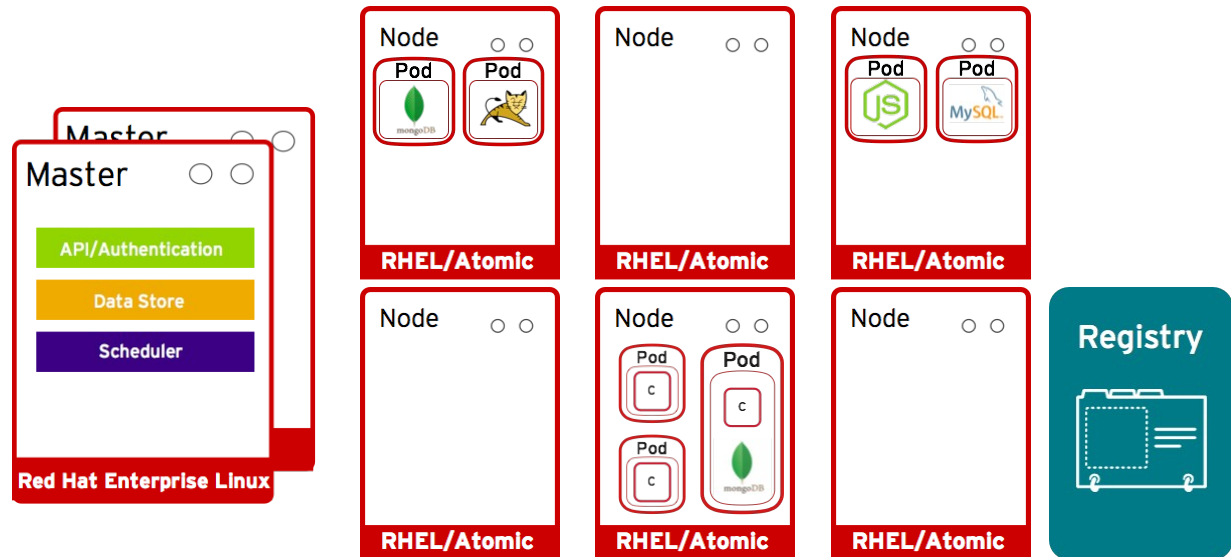 Master
Master
API/Authentication
Data Store
Scheduler
Red Hat Enterprise Linux
Node
Pod
mongoDB
Pod
RHEL/Atomic
Node
RHEL/Atomic
Node
Pod
JS
Pod
MySQL
RHEL/Atomic
Node
RHEL/Atomic
Node
Pod
c
Pod
c
Pod
c
mongoDB
RHEL/Atomic
Node
RHEL/Atomic
Registry